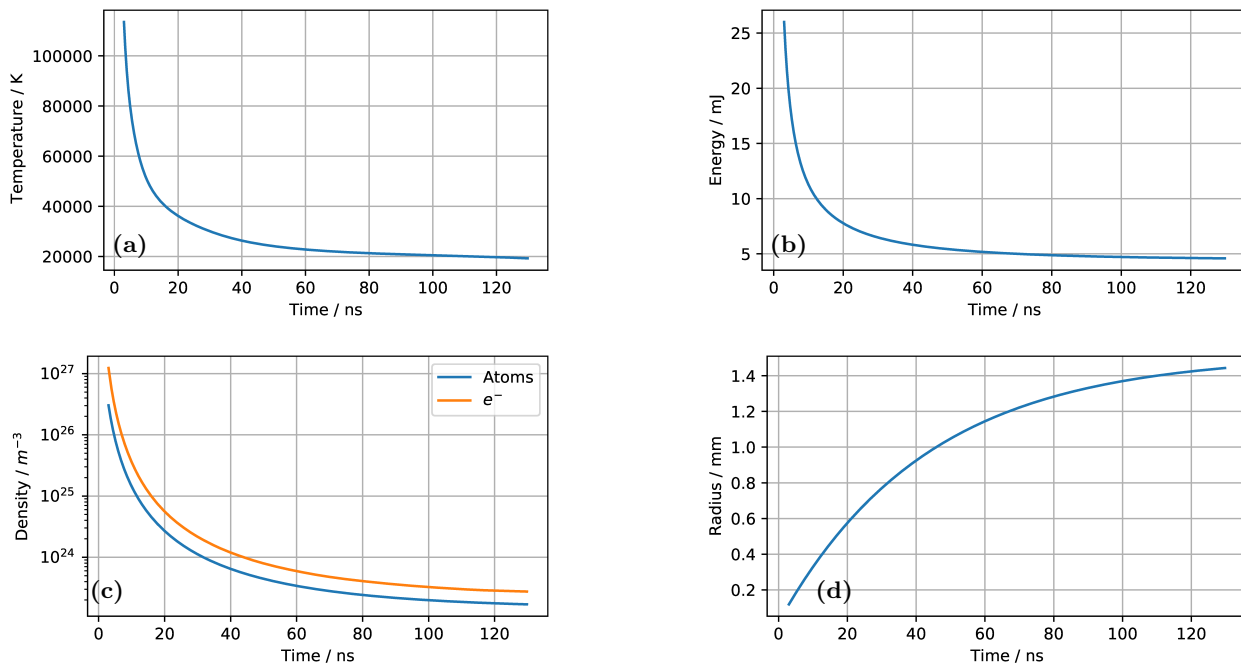 100000
80000
60000
40000
20000
Temperature / K
(a)
0 20 40 60 80 100 120
Time / ns
25
20
15
10
5
Energy / mJ
(b)
0 20 40 60 80 100 120
Time / ns
10^27
10^26
10^25
10^24
Density / m^−3
Atoms
e^−
(c)
0 20 40 60 80 100 120
Time / ns
1.4
1.2
1.0
0.8
0.6
0.4
0.2
Radius / mm
(d)
0 20 40 60 80 100 120
Time / ns